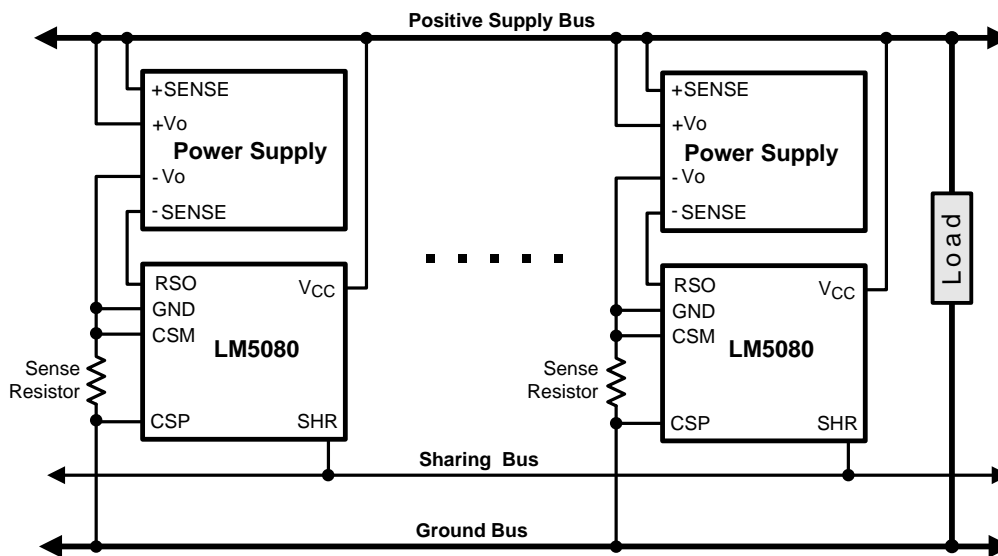 Positive Supply Bus
+SENSE
+Vo
Power Supply
- Vo
- SENSE
RSO
VCC
GND
CSM
LM5080
Sense
Resistor
CSP
SHR
+SENSE
+Vo
Power Supply
- Vo
- SENSE
RSO
VCC
GND
CSM
LM5080
Sense
Resistor
CSP
SHR
Load
Sharing Bus
Ground Bus